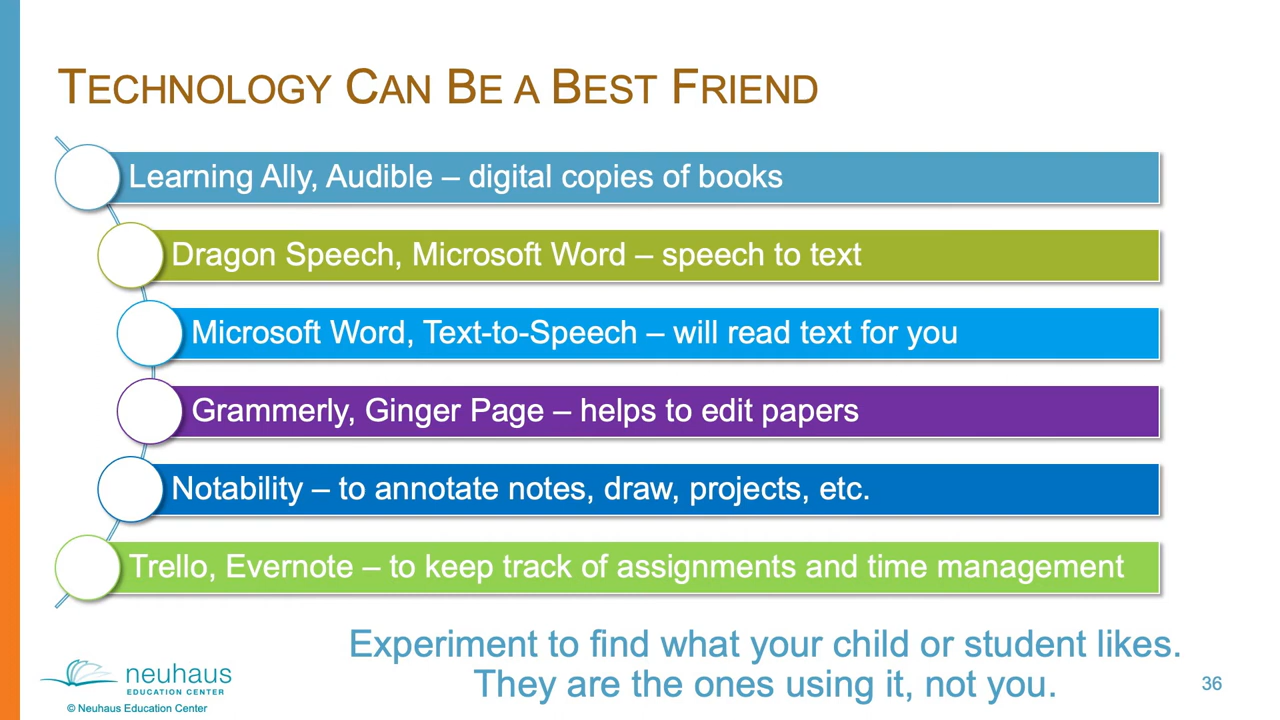 TECHNOLOGY CAN BE A BEST FRIEND
Learning Ally, Audible – digital copies of books
Dragon Speech, Microsoft Word – speech to text
Microsoft Word, Text-to-Speech – will read text for you
Grammerly, Ginger Page – helps to edit papers
Notability – to annotate notes, draw, projects, etc.
Trello, Evernote – to keep track of assignments and time management
Experiment to find what your child or student likes.
They are the ones using it, not you.
neuhaus
EDUCATION CENTER
© Neuhaus Education Center
36